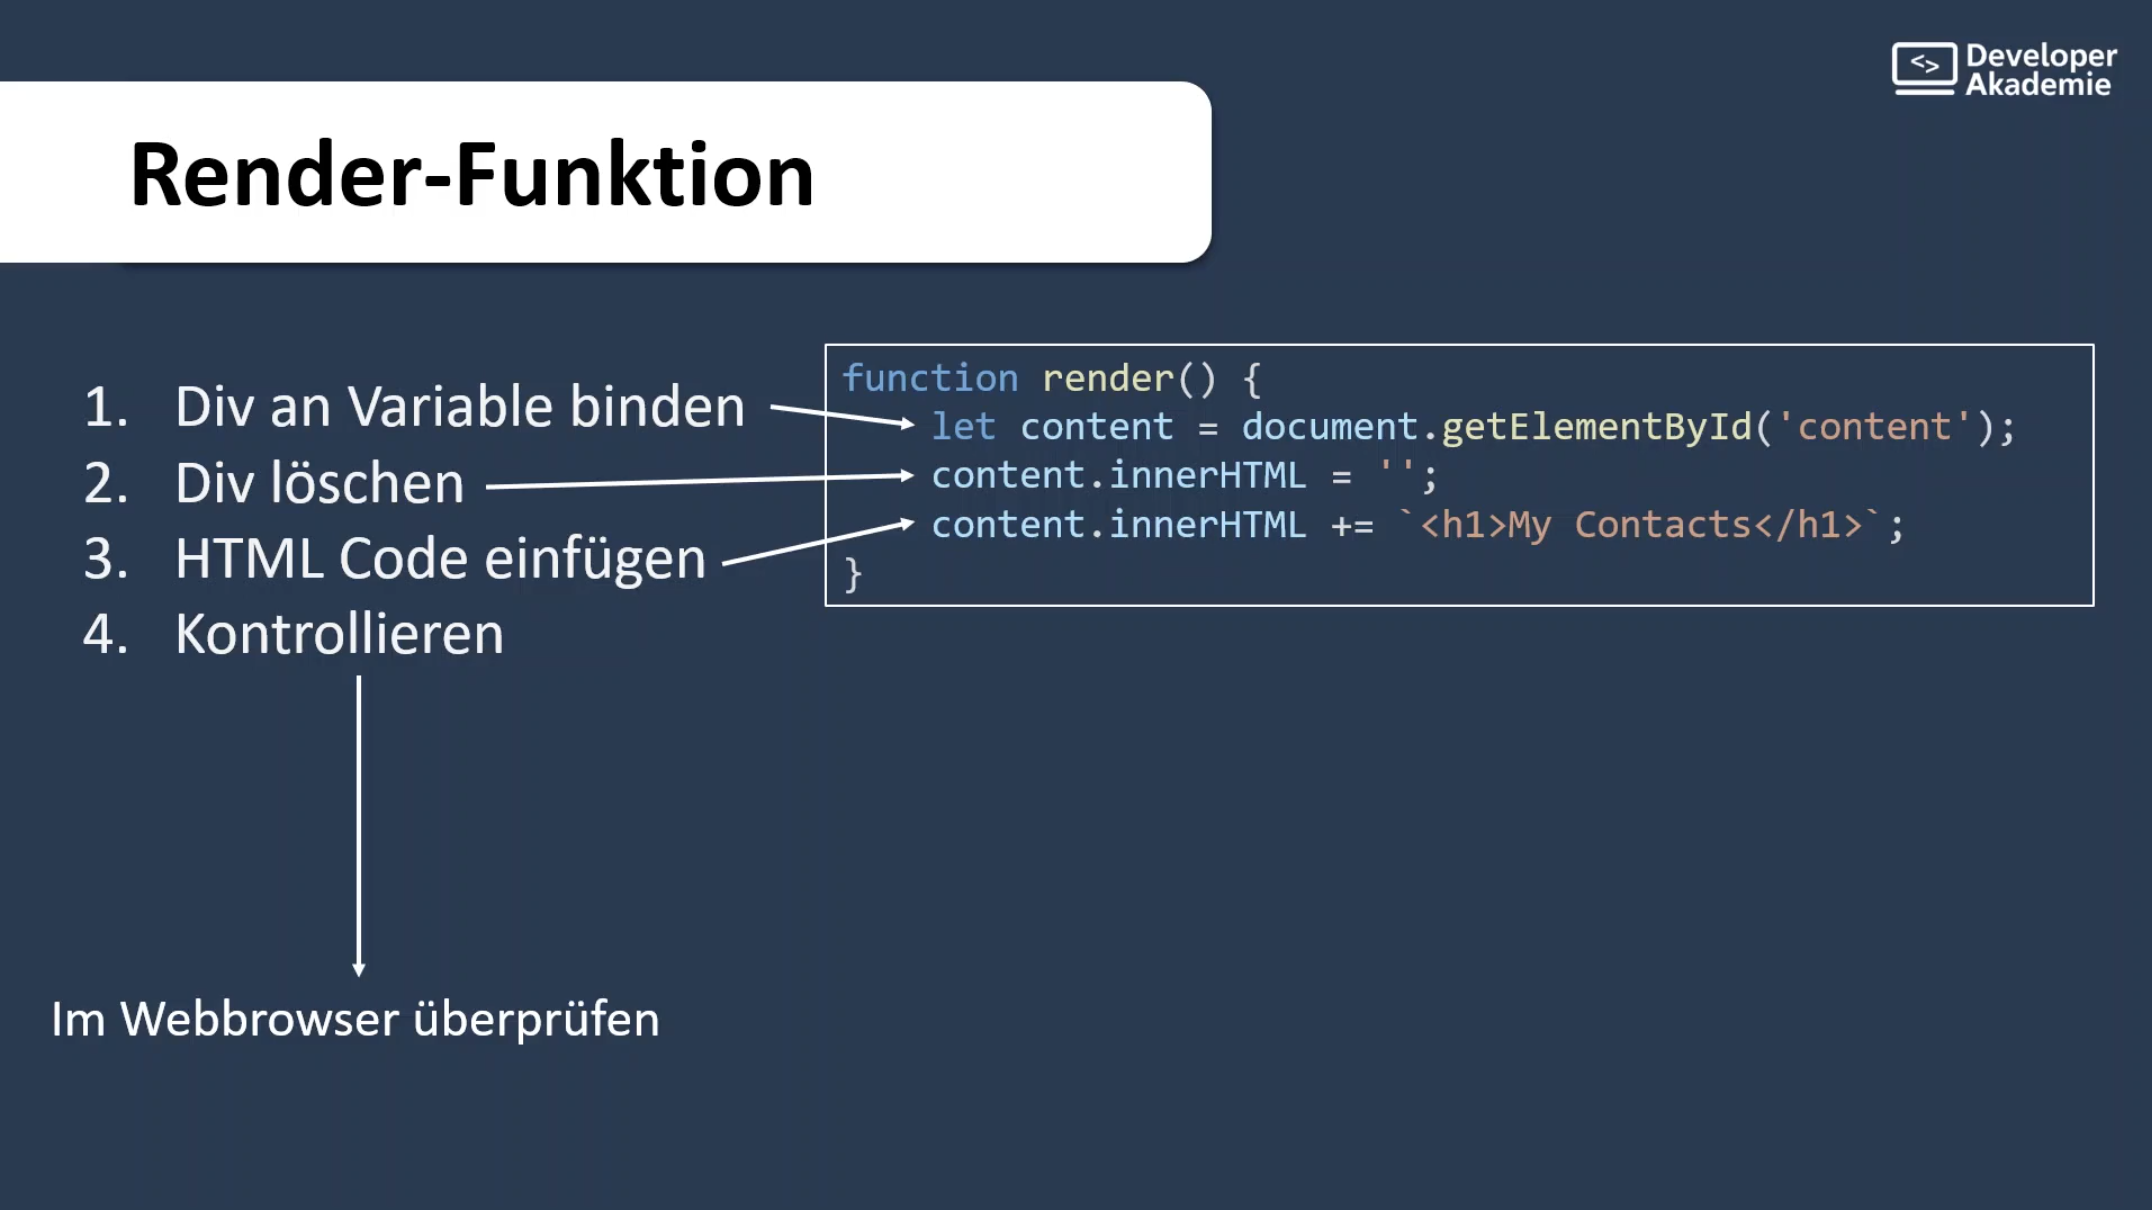 <> Developer
Akademie
Render-Funktion
1. Div an Variable binden
2. Div löschen
3. HTML Code einfügen
4. Kontrollieren
Im Webbrowser überprüfen
function render() {
    let content = document.getElementById('content');
    content.innerHTML = '';
    content.innerHTML += `<h1>My Contacts</h1>`;
}